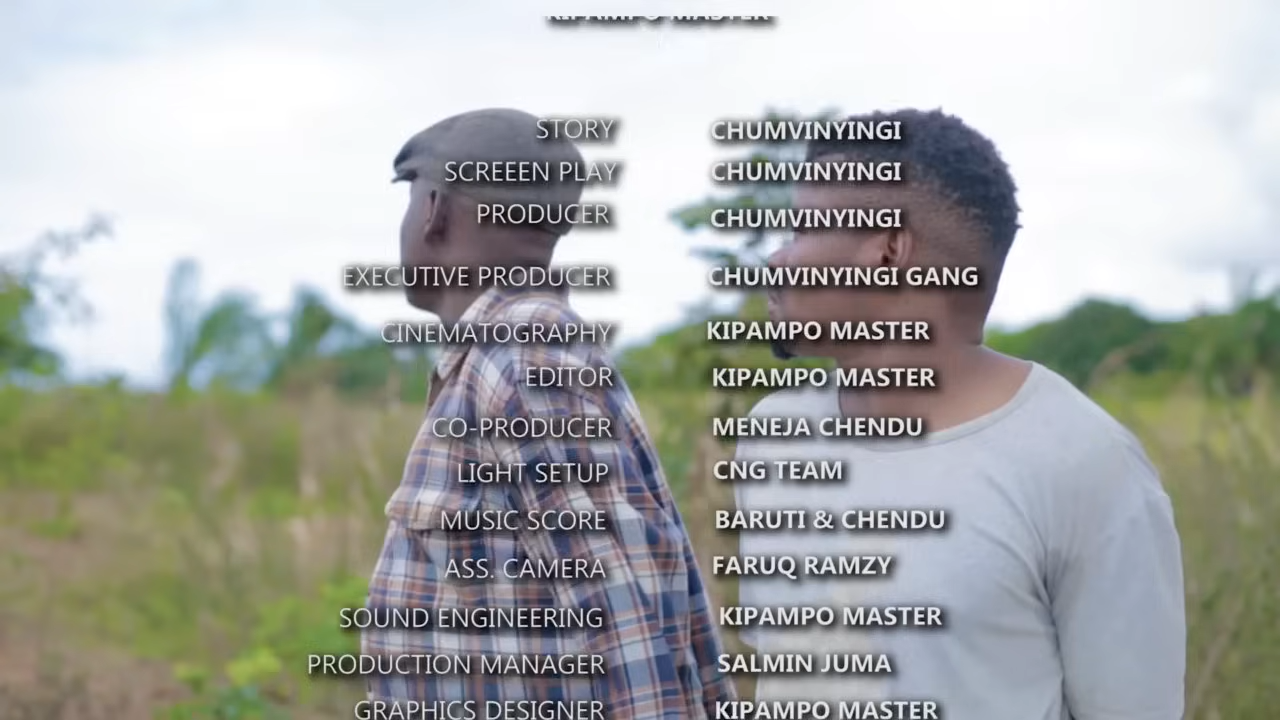 KIPAMPO MASTER
STORY CHUMVINYINGI
SCREEEN PLAY CHUMVINYINGI
PRODUCER CHUMVINYINGI
EXECUTIVE PRODUCER CHUMVINYINGI GANG
CINEMATOGRAPHY KIPAMPO MASTER
EDITOR KIPAMPO MASTER
CO-PRODUCER MENEJA CHENDU
LIGHT SETUP CNG TEAM
MUSIC SCORE BARUTI & CHENDU
ASS. CAMERA FARUQ RAMZY
SOUND ENGINEERING KIPAMPO MASTER
PRODUCTION MANAGER SALMIN JUMA
GRAPHICS DESIGNER KIPAMPO MASTER